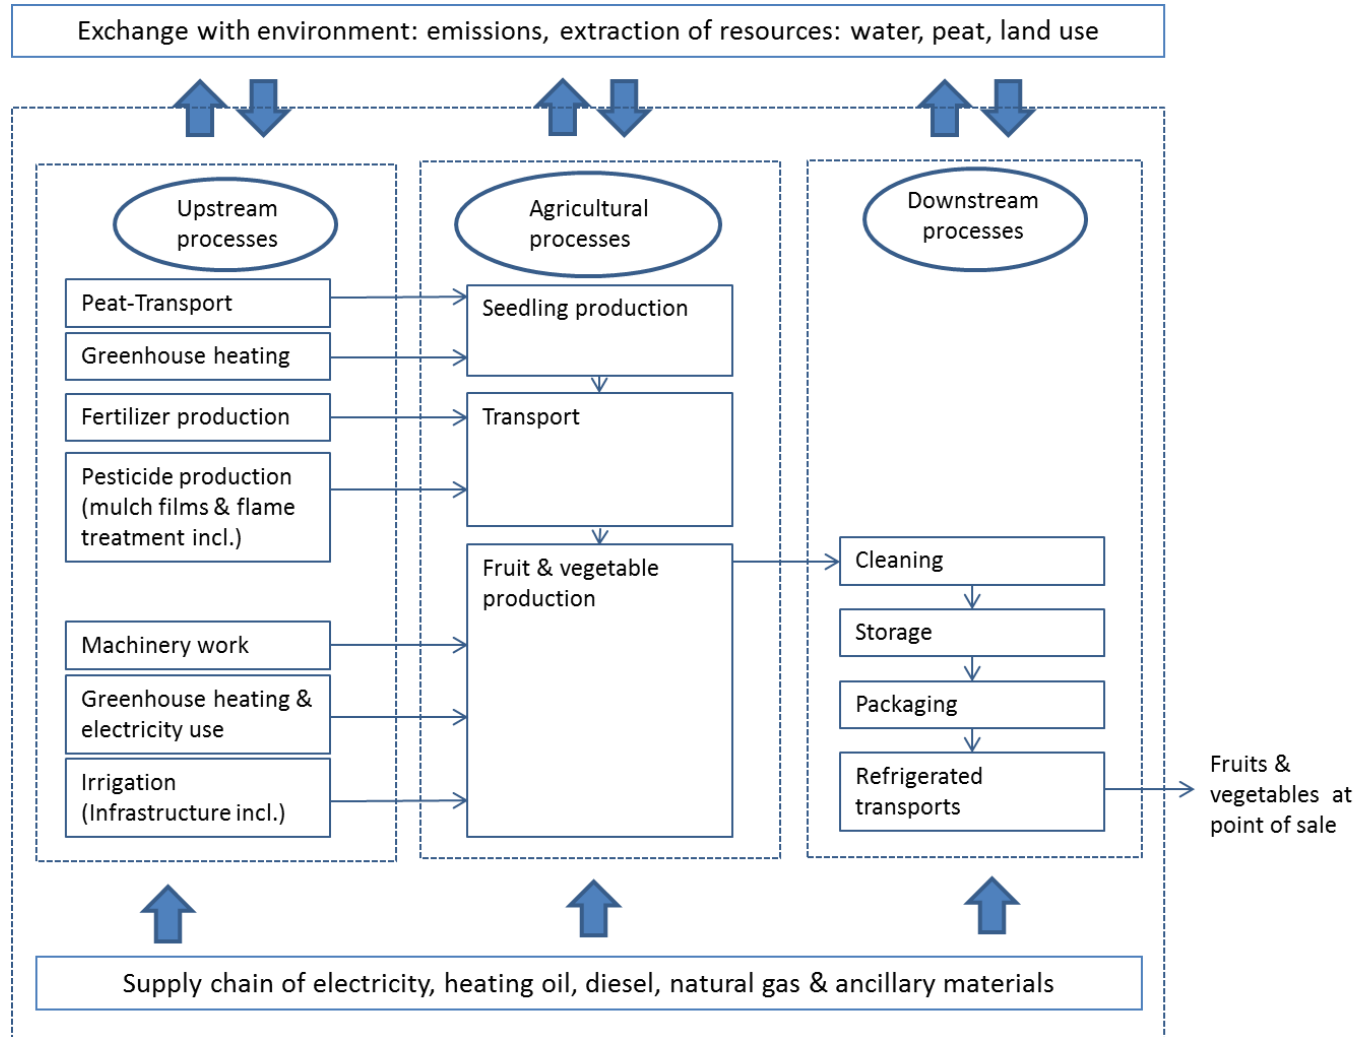 Exchange with environment: emissions, extraction of resources: water, peat, land use
Upstream
processes
Agricultural
processes
Downstream
processes
Peat-Transport
Greenhouse heating
Fertilizer production
Pesticide production
(mulch films & flame
treatment incl.)
Machinery work
Greenhouse heating &
electricity use
Irrigation
(Infrastructure incl.)
Seedling production
Transport
Fruit & vegetable
production
Cleaning
Storage
Packaging
Refrigerated
transports
Fruits &
vegetables at
point of sale
Supply chain of electricity, heating oil, diesel, natural gas & ancillary materials